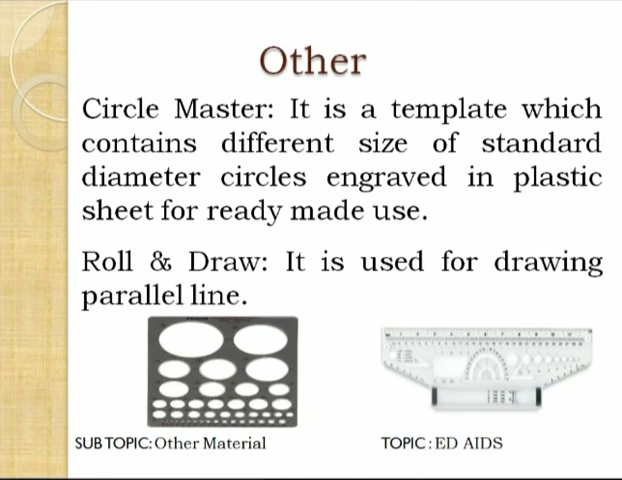 Other
Circle Master: It is a template which
contains different size of standard
diameter circles engraved in plastic
sheet for ready made use.
Roll & Draw: It is used for drawing
parallel line.
SUB TOPIC: Other Material
TOPIC : ED AIDS